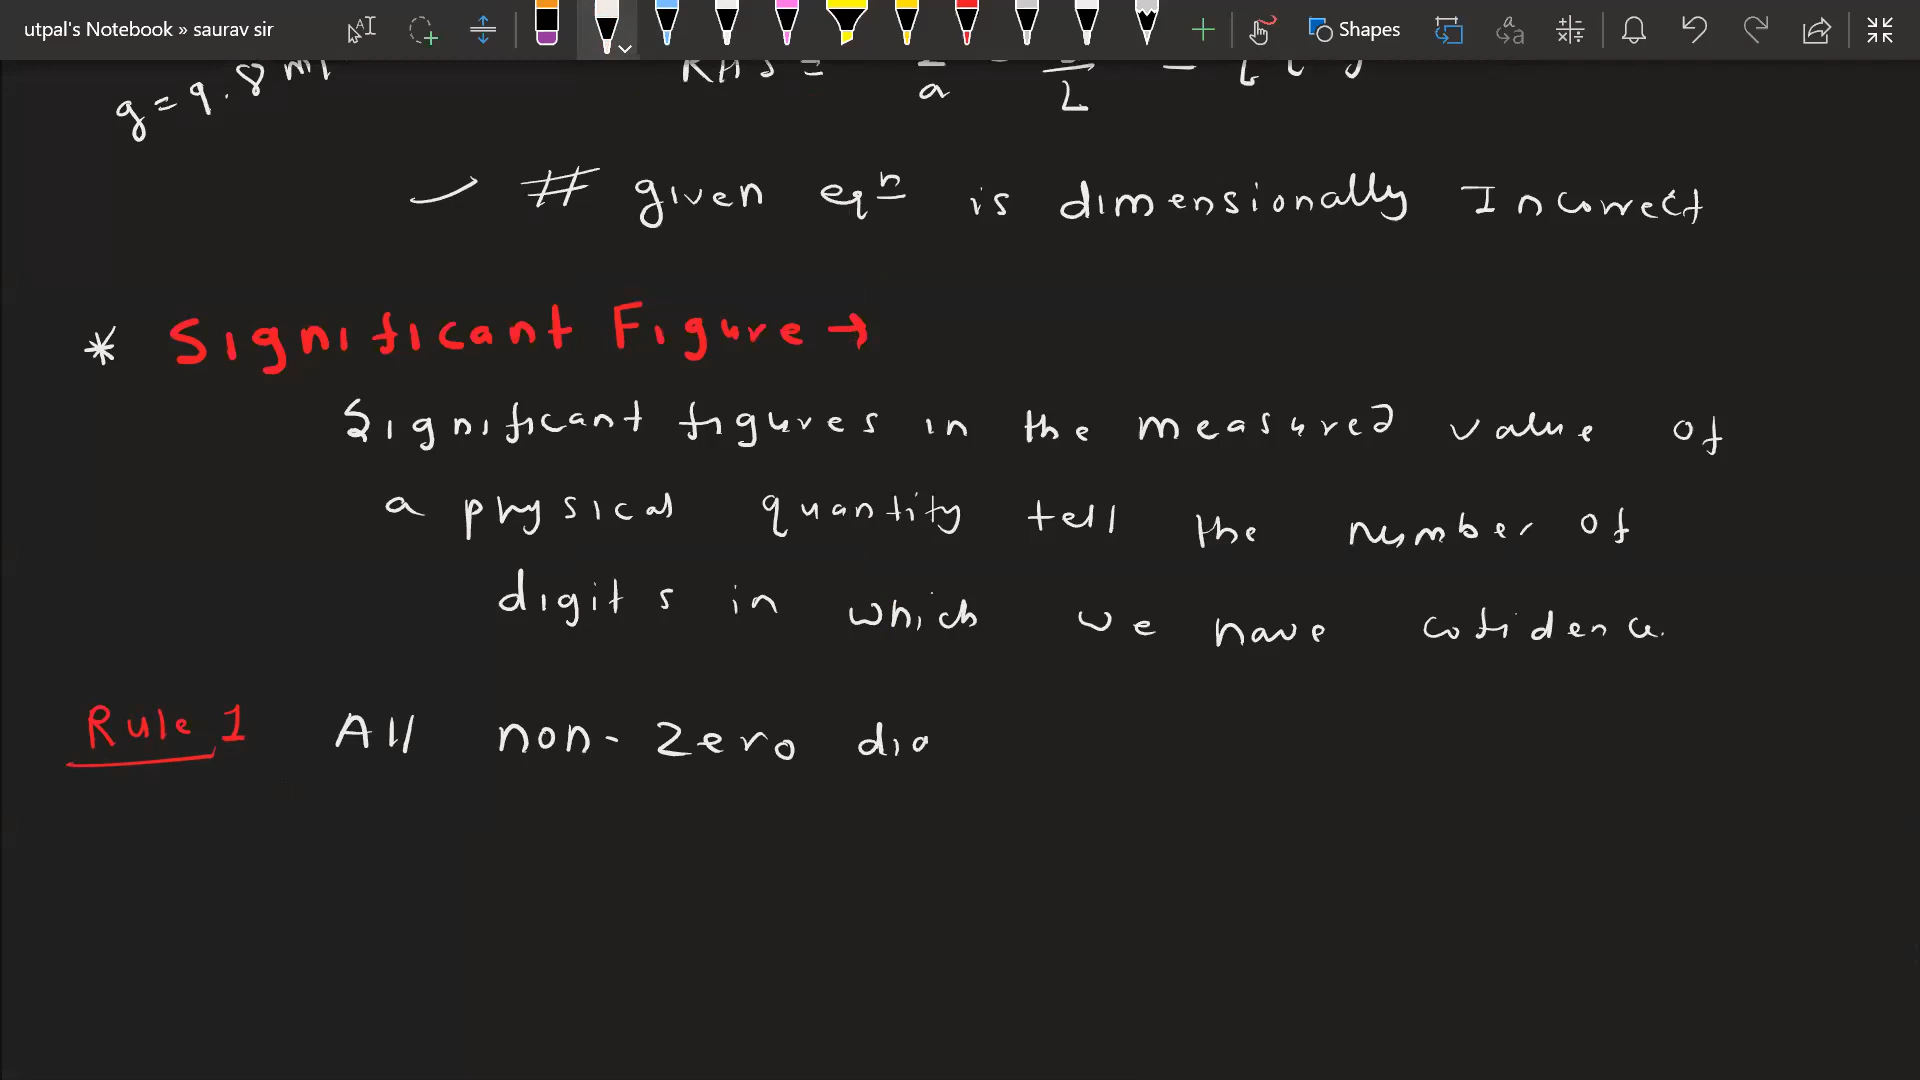 utpal's Notebook » saurav sir
Shapes
g = 9.8 m/
RHS =
a
L
# given eqn is dimensionally Incorrect
* Significant Figure →
Significant figures in the measured value of
a physical quantity tell the number of
digits in which we have cofidence.
Rule 1 All non-zero dig